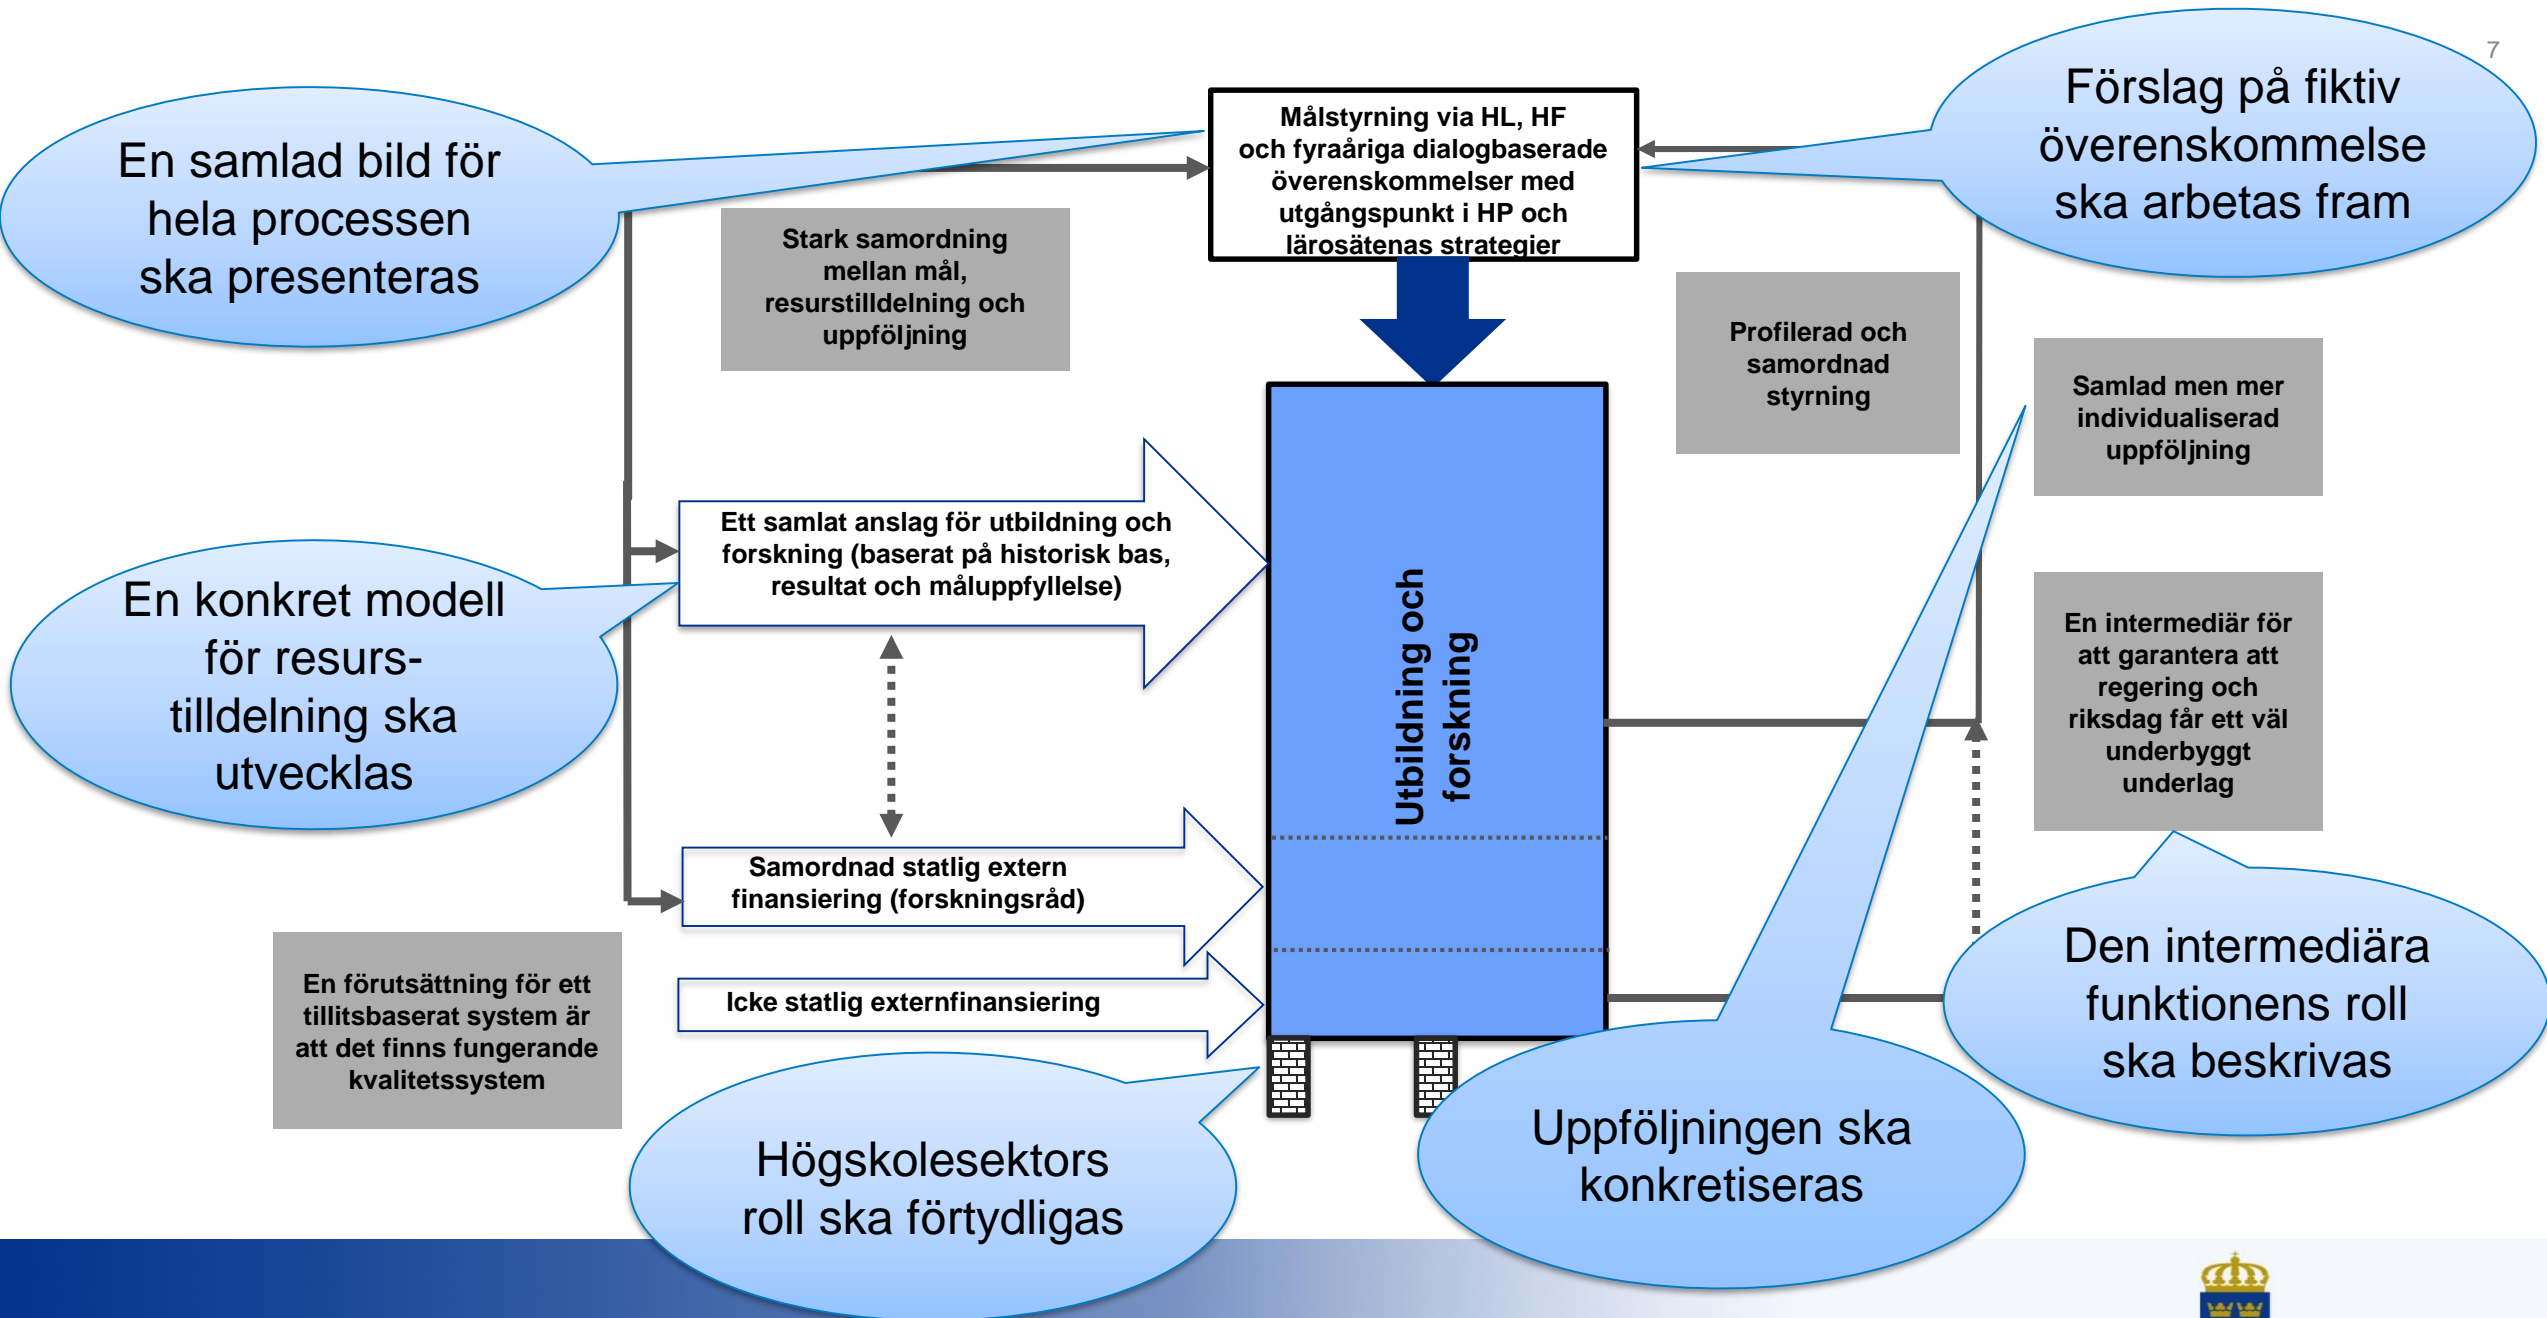 7
En samlad bild för
hela processen
ska presenteras
Målstyrning via HL, HF
och fyraåriga dialogbaserade
överenskommelser med
utgångspunkt i HP och
lärosätenas strategier
Förslag på fiktiv
överenskommelse
ska arbetas fram
Stark samordning
mellan mål,
resurstilldelning och
uppföljning
Profilerad och
samordnad
styrning
Samlad men mer
individualiserad
uppföljning
Ett samlat anslag för utbildning och
forskning (baserat på historisk bas,
resultat och måluppfyllelse)
En konkret modell
för resurs-
tilldelning ska
utvecklas
Utbildning och
forskning
En intermediär för
att garantera att
regering och
riksdag får ett väl
underbyggt
underlag
Samordnad statlig extern
finansiering (forskningsråd)
Icke statlig externfinansiering
En förutsättning för ett
tillitsbaserat system är
att det finns fungerande
kvalitetssystem
Den intermediära
funktionens roll
ska beskrivas
Högskolesektors
roll ska förtydligas
Uppföljningen ska
konkretiseras